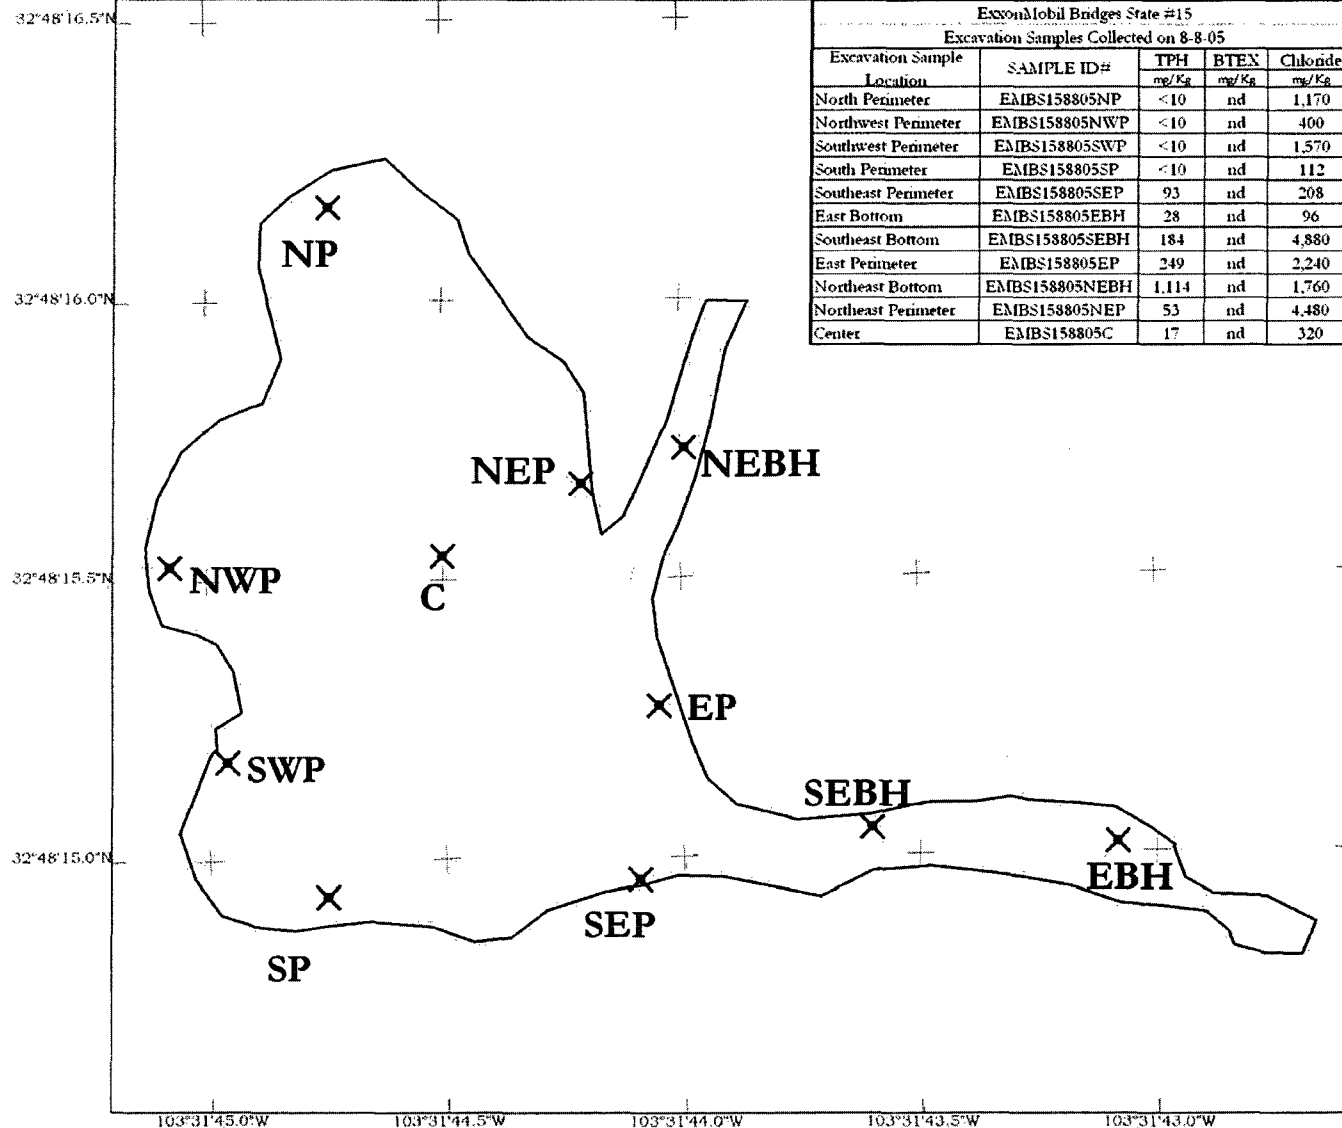 32°48'16.5"N
ExxonMobil Bridges State #15
Excavation Samples Collected on 8-8-05
Excavation Sample Location SAMPLE ID# TPH BTEX Chloride
mg/Kg mg/Kg mg/Kg
North Perimeter EMBS158805NP <10 nd 1,170
Northwest Perimeter EMBS158805NWP <10 nd 400
Southwest Perimeter EMBS158805SWP <10 nd 1,570
South Perimeter EMBS158805SP <10 nd 112
Southeast Perimeter EMBS158805SEP 93 nd 208
East Bottom EMBS158805EBH 28 nd 96
Southeast Bottom EMBS158805SEBH 184 nd 4,880
East Perimeter EMBS158805EP 249 nd 2,240
Northeast Bottom EMBS158805NEBH 1,114 nd 1,760
Northeast Perimeter EMBS158805NEP 53 nd 4,480
Center EMBS158805C 17 nd 320
NP
32°48'16.0"N
NEP
NEBH
32°48'15.5"N
NWP
C
EP
SWP
SEBH
32°48'15.0"N
EBH
SEP
SP
103°31'45.0"W
103°31'44.5"W
103°31'44.0"W
103°31'43.5"W
103°31'43.0"W